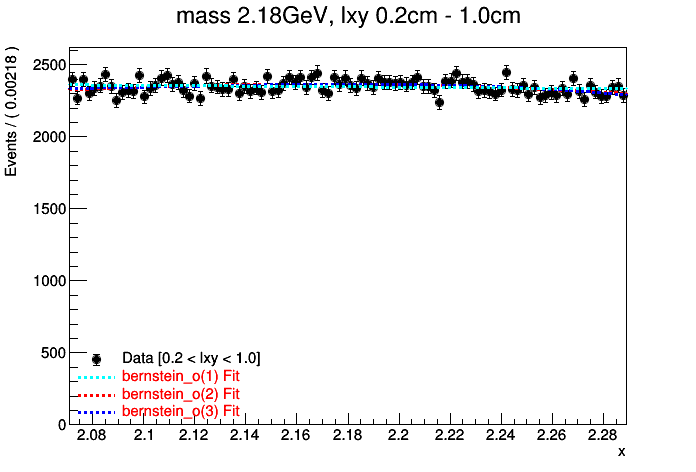 mass 2.18GeV, lxy 0.2cm - 1.0cm
Events / ( 0.00218 )
2500
2000
1500
1000
500
0
Data [0.2 < lxy < 1.0]
bernstein_o(1) Fit
bernstein_o(2) Fit
bernstein_o(3) Fit
2.08 2.1 2.12 2.14 2.16 2.18 2.2 2.22 2.24 2.26 2.28
x